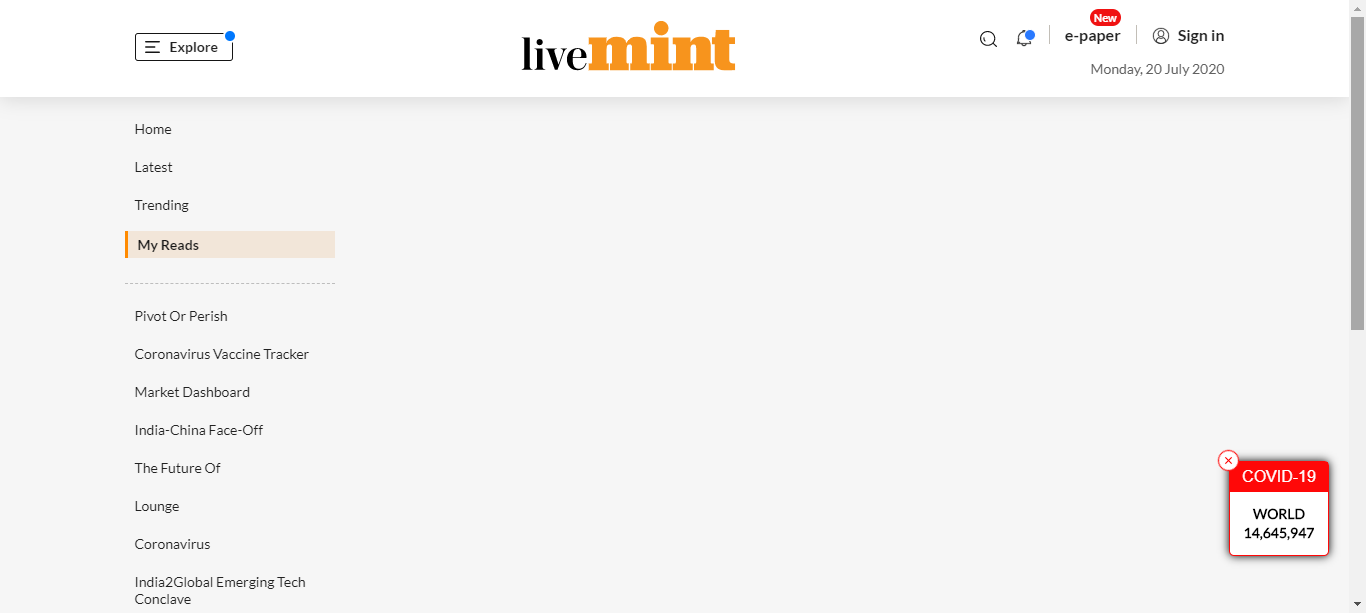 Explore
livemint
New
e-paper
Sign in
Monday, 20 July 2020
Home
Latest
Trending
My Reads
Pivot Or Perish
Coronavirus Vaccine Tracker
Market Dashboard
India-China Face-Off
The Future Of
Lounge
Coronavirus
India2Global Emerging Tech
Conclave
COVID-19
WORLD
14,645,947